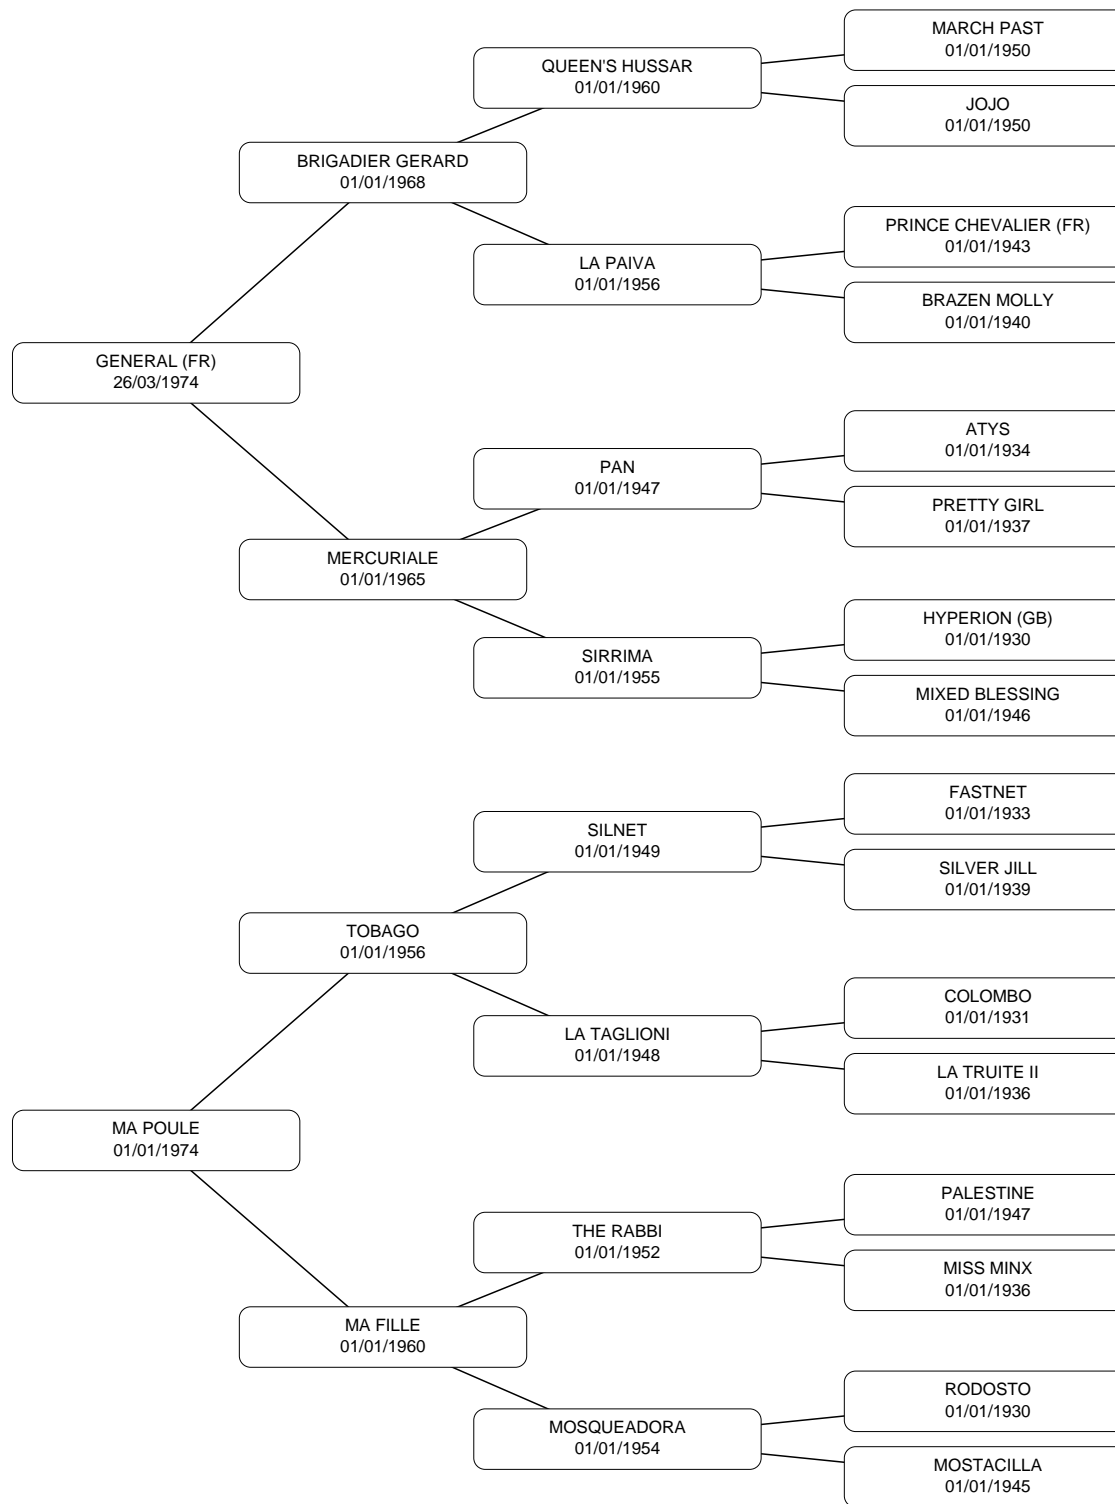 MARCH PAST
01/01/1950
QUEEN'S HUSSAR
01/01/1960
JOJO
01/01/1950
BRIGADIER GERARD
01/01/1968
PRINCE CHEVALIER (FR)
01/01/1943
LA PAIVA
01/01/1956
BRAZEN MOLLY
01/01/1940
GENERAL (FR)
26/03/1974
ATYS
01/01/1934
PAN
01/01/1947
PRETTY GIRL
01/01/1937
MERCURIALE
01/01/1965
HYPERION (GB)
01/01/1930
SIRRIMA
01/01/1955
MIXED BLESSING
01/01/1946
FASTNET
01/01/1933
SILNET
01/01/1949
SILVER JILL
01/01/1939
TOBAGO
01/01/1956
COLOMBO
01/01/1931
LA TAGLIONI
01/01/1948
LA TRUITE II
01/01/1936
MA POULE
01/01/1974
PALESTINE
01/01/1947
THE RABBI
01/01/1952
MISS MINX
01/01/1936
MA FILLE
01/01/1960
RODOSTO
01/01/1930
MOSQUEADORA
01/01/1954
MOSTACILLA
01/01/1945